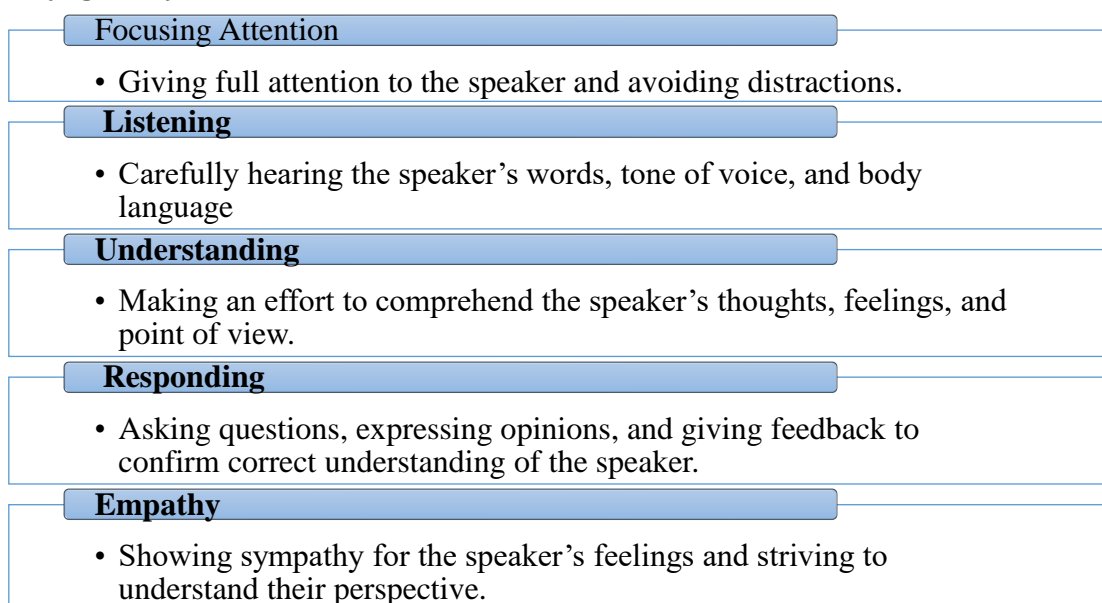 Focusing Attention
• Giving full attention to the speaker and avoiding distractions.
Listening
• Carefully hearing the speaker’s words, tone of voice, and body
language
Understanding
• Making an effort to comprehend the speaker’s thoughts, feelings, and
point of view.
Responding
• Asking questions, expressing opinions, and giving feedback to
confirm correct understanding of the speaker.
Empathy
• Showing sympathy for the speaker’s feelings and striving to
understand their perspective.